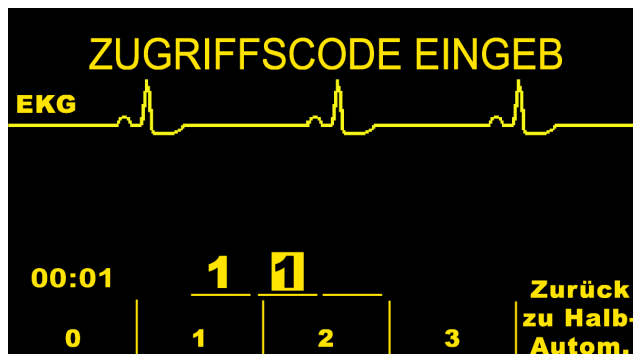 ZUGRIFFSCODE EINGEB
EKG
00:01
1 1
0 1 2 3
Zurück
zu Halb-
Autom.